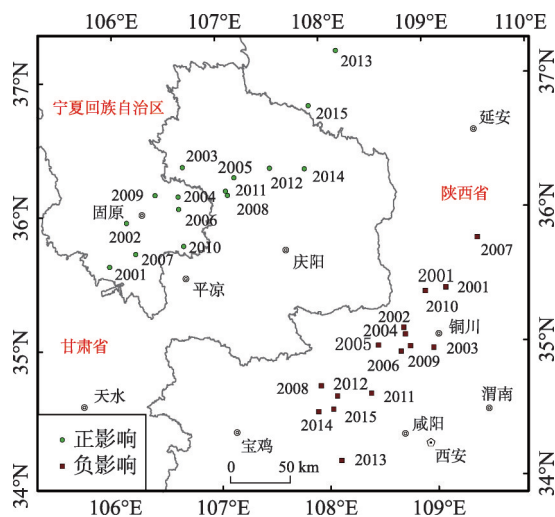 106°E 107°E 108°E 109°E 110°E
37°N 37°N
2013
2015
宁夏回族自治区
延安
2003
2005
2012 2014
2009 2004 2011
2008
陕西省
36°N 36°N
固原
2006
2002
2007
2007 2010
庆阳
2001
平凉
2001 2001
2010
2002
2004 铜川
35°N 35°N
甘肃省
2005 2003
2006 2009
2008 2012 2011
天水 渭南
2014 2015
正影响 宝鸡 咸阳
负影响 西安
2013
0 50 km
34°N 34°N
106°E 107°E 108°E 109°E